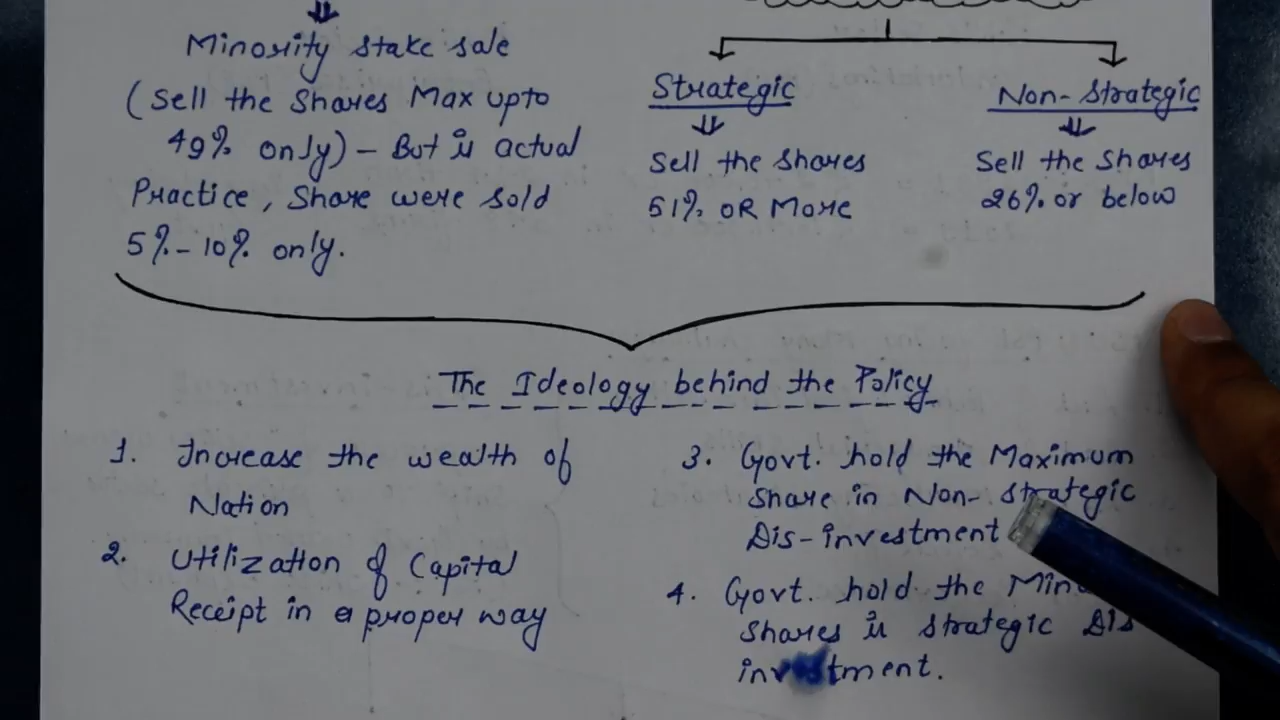 Minority stake sale
(Sell the Shares Max upto
49% only) - But in actual
Practice, Share were sold
5% - 10% only.
Strategic
Sell the Shares
51% OR More
Non-Strategic
Sell the Shares
26% or below
The Ideology behind the Policy
1. Increase the wealth of
Nation
2. Utilization of Capital
Receipt in a proper way
3. Govt. hold the Maximum
Share in Non-Strategic
Dis-investment
4. Govt. hold the
Shares in Strategic Dis
investment.